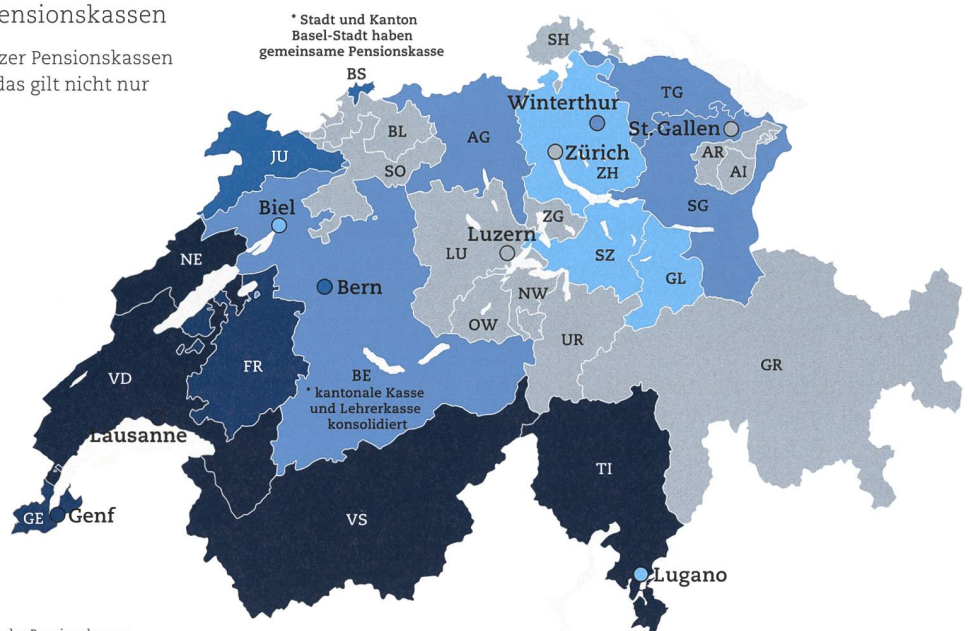 ensionskassen
zer Pensionskassen
das gilt nicht nur
* Stadt und Kanton
Basel-Stadt haben
gemeinsame Pensionskasse
BS
SH
Winterthur
TG
St. Gallen
AG
BL
Zürich
ZH
AR
AI
JU
SO
SG
Biel
ZG
Luzern
LU
SZ
NE
GL
Bern
NW
OW
UR
VD
FR
GR
BE
* kantonale Kasse
und Lehrerkasse
konsolidiert
Lausanne
TI
GE
Genf
VS
Lugano